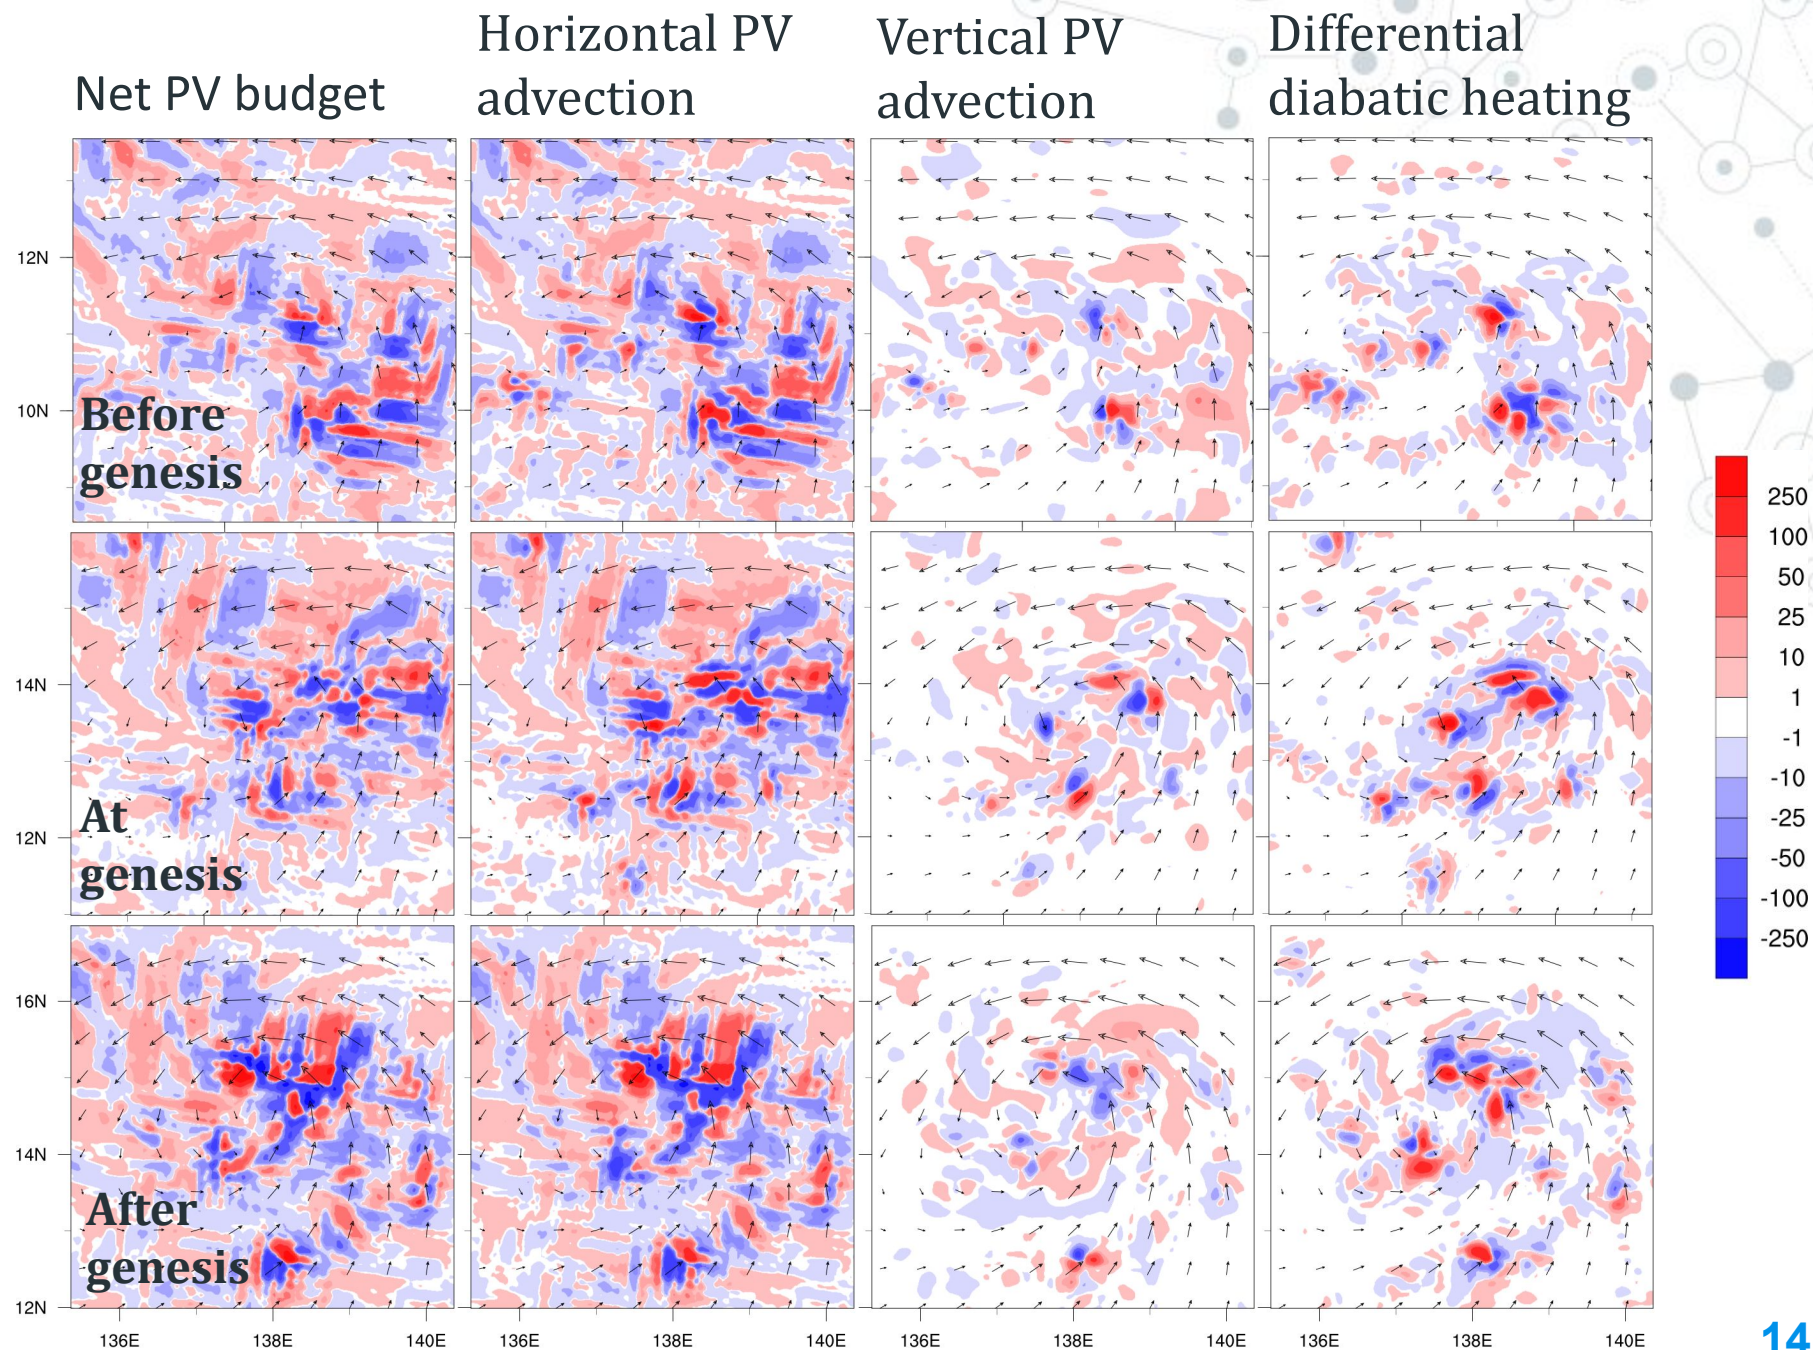 Net PV budget
Horizontal PV
advection
Vertical PV
advection
Differential
diabatic heating
12N
10N
Before
genesis
14N
12N
At
genesis
16N
14N
12N
After
genesis
136E
138E
140E
136E
138E
140E
136E
138E
140E
136E
138E
140E
250
100
50
25
10
1
-1
-10
-25
-50
-100
-250
14